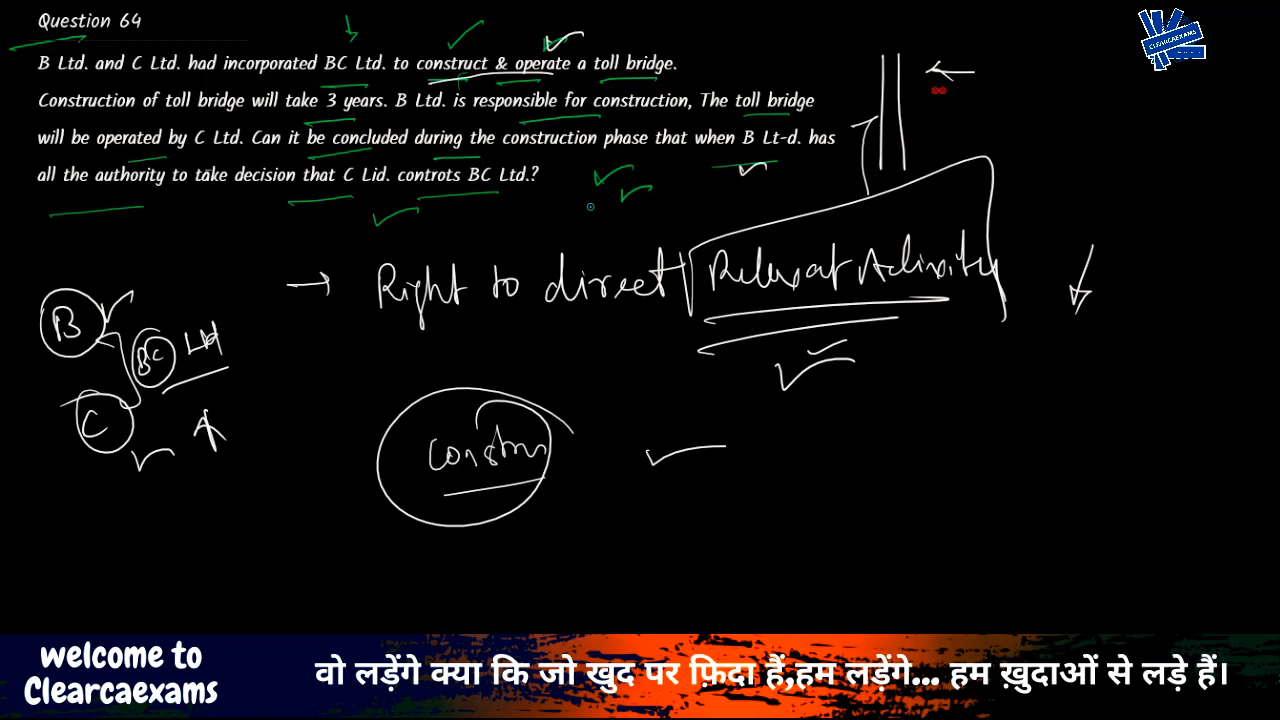 Question 64
CLEARCAEXAMS
B Ltd. and C Ltd. had incorporated BC Ltd. to construct & operate a toll bridge.
Construction of toll bridge will take 3 years. B Ltd. is responsible for construction, The toll bridge
will be operated by C Ltd. Can it be concluded during the construction phase that when B Lt-d. has
all the authority to take decision that C Lid. controts BC Ltd.?
Right to direct Relevant Activity
B
BC Ltd
C
Constru
welcome to
Clearcaexams
वो लड़ेंगे क्या कि जो खुद पर फ़िदा हैं,हम लड़ेंगे... हम ख़ुदाओं से लड़े हैं।